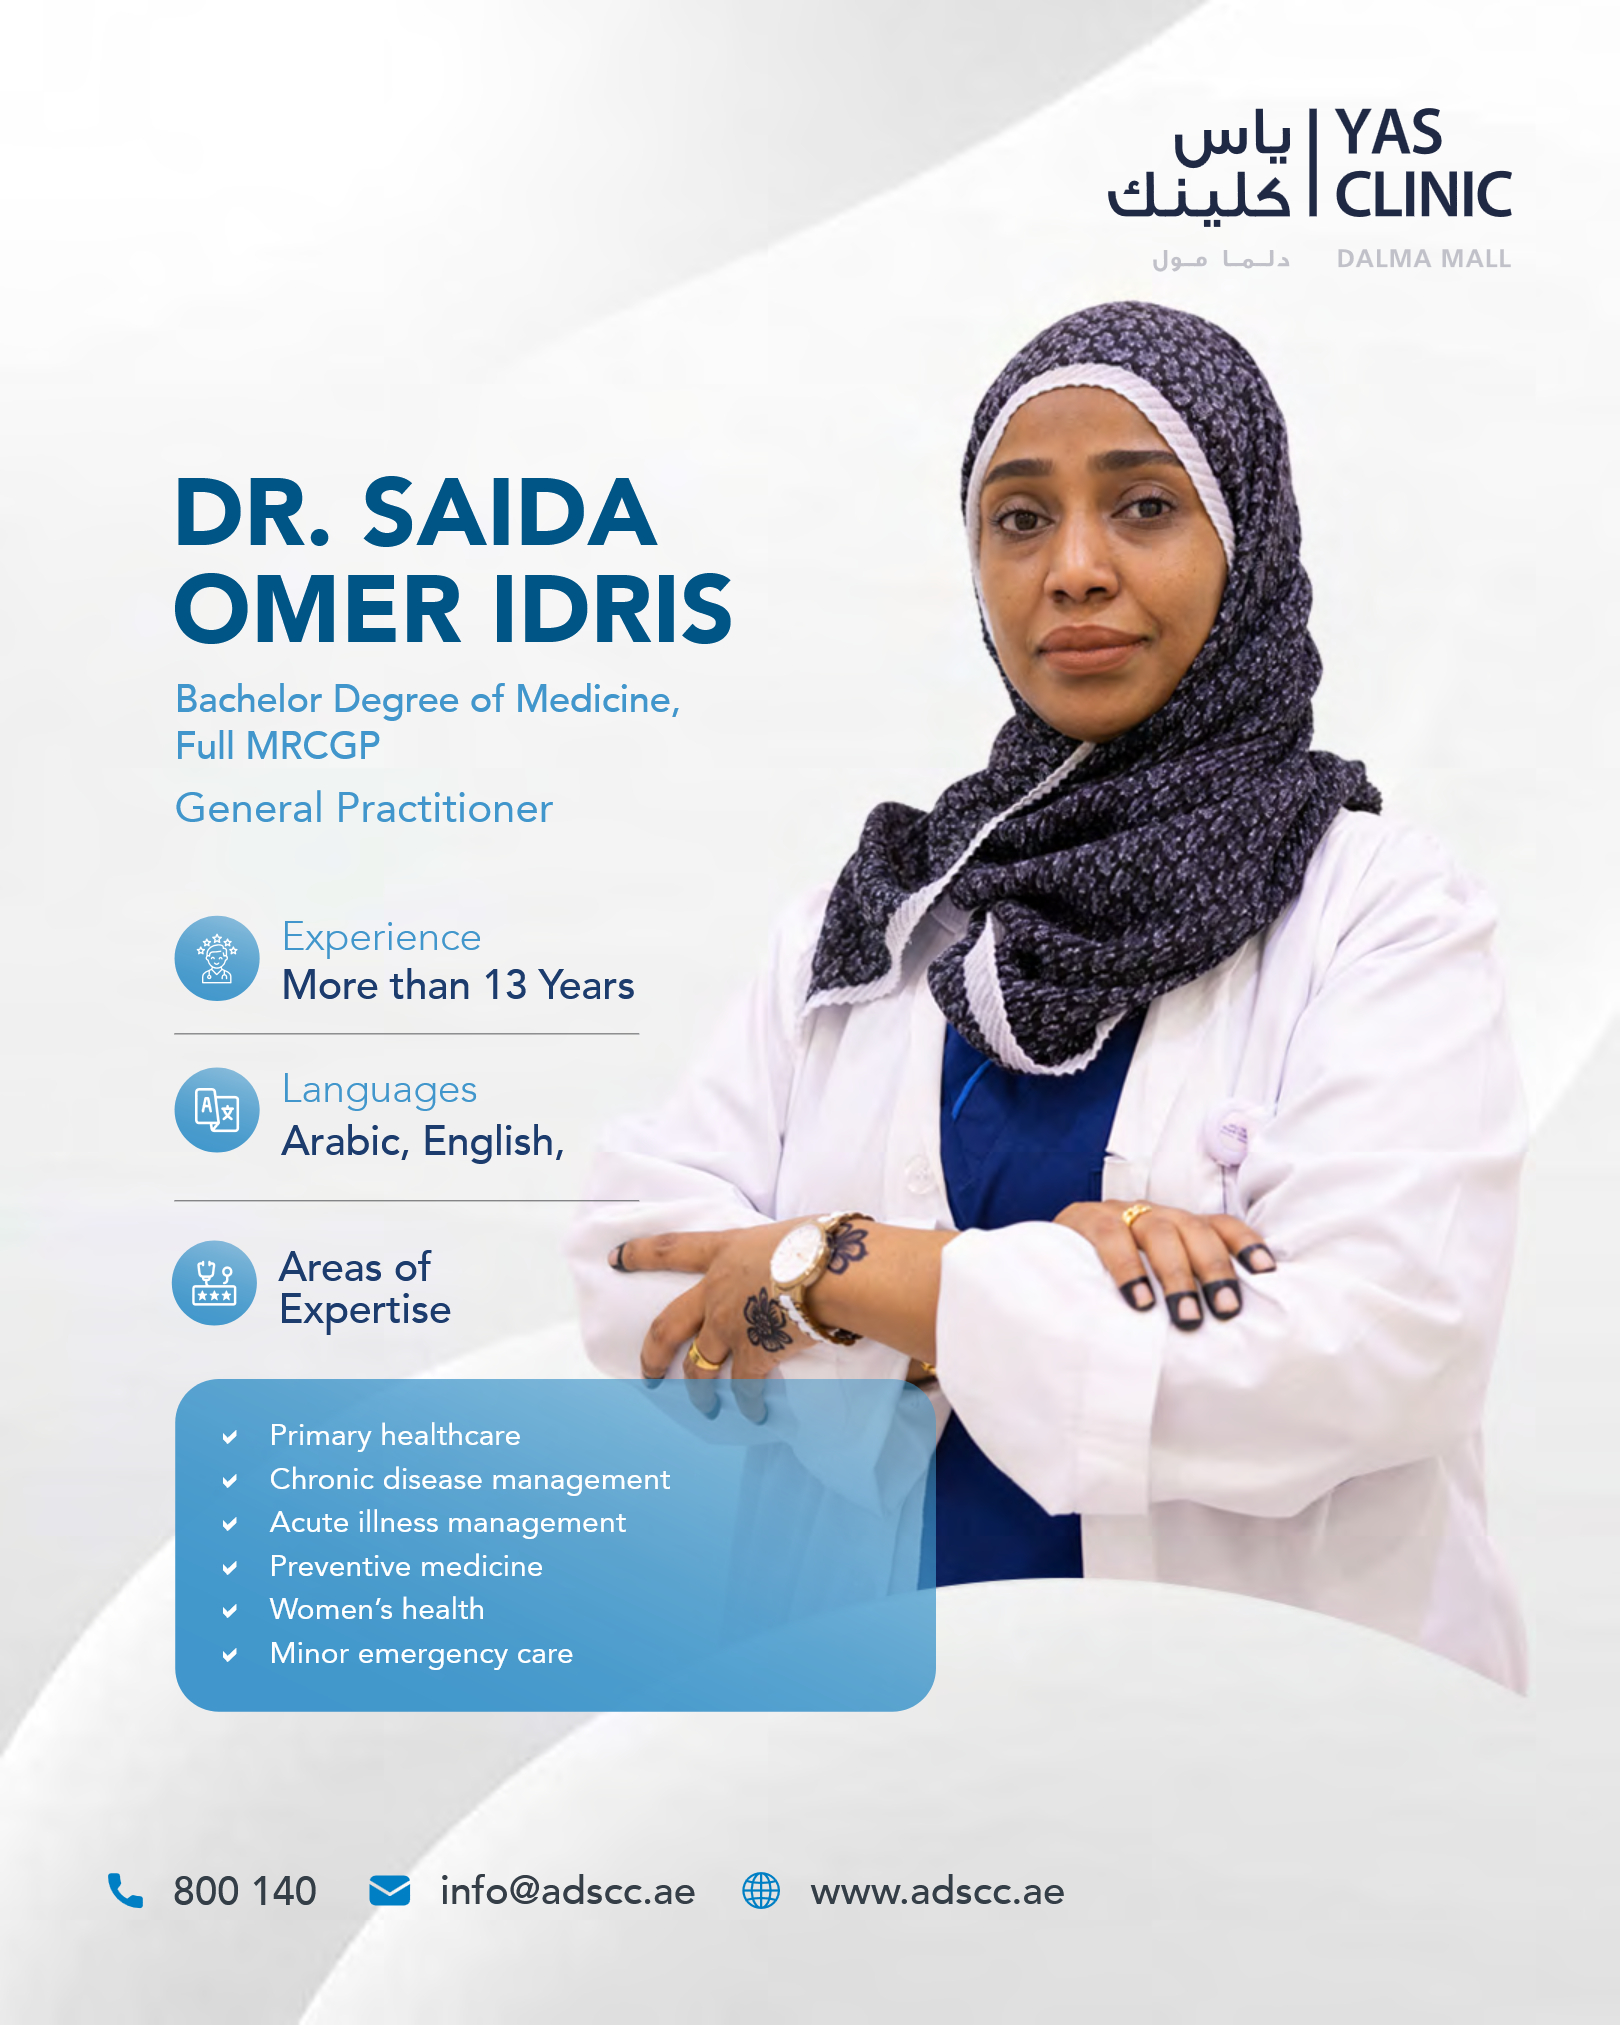 ياس
كلينك
YAS
CLINIC
دلما مول
DALMA MALL
DR. SAIDA
OMER IDRIS
Bachelor Degree of Medicine,
Full MRCGP
General Practitioner
Experience
More than 13 Years
Languages
Arabic, English,
Areas of
Expertise
Primary healthcare
Chronic disease management
Acute illness management
Preventive medicine
Women’s health
Minor emergency care
800 140
info@adscc.ae
www.adscc.ae